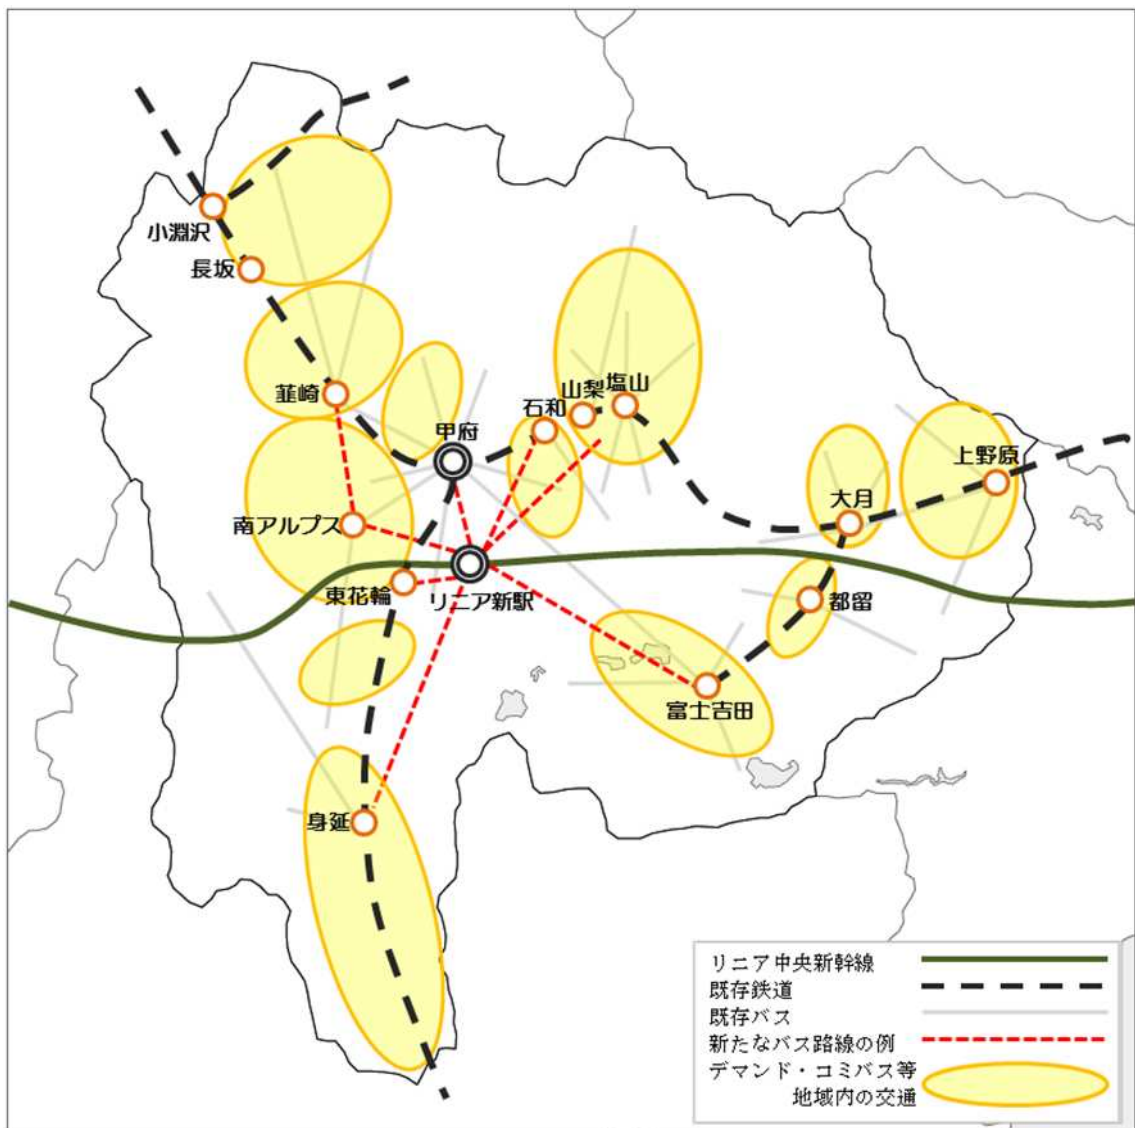 小淵沢
長坂
韮崎
甲府
石和
山梨
塩山
上野原
大月
南アルプス
東花輪
リニア新駅
都留
富士吉田
身延
リニア中央新幹線
既存鉄道
既存バス
新たなバス路線の例
デマンド・コミバス等
地域内の交通